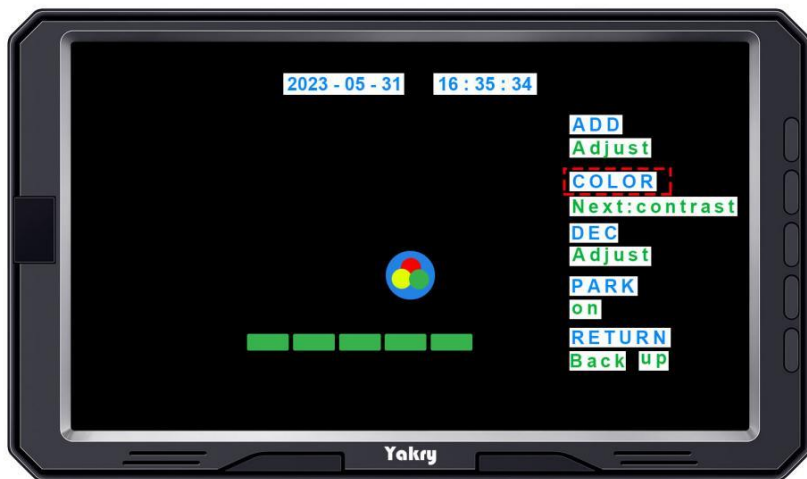 2023 - 05 - 31 16 : 35 : 34
ADD
Adjust
COLOR
Next:contrast
DEC
Adjust
PARK
on
RETURN
Back up
Yakry